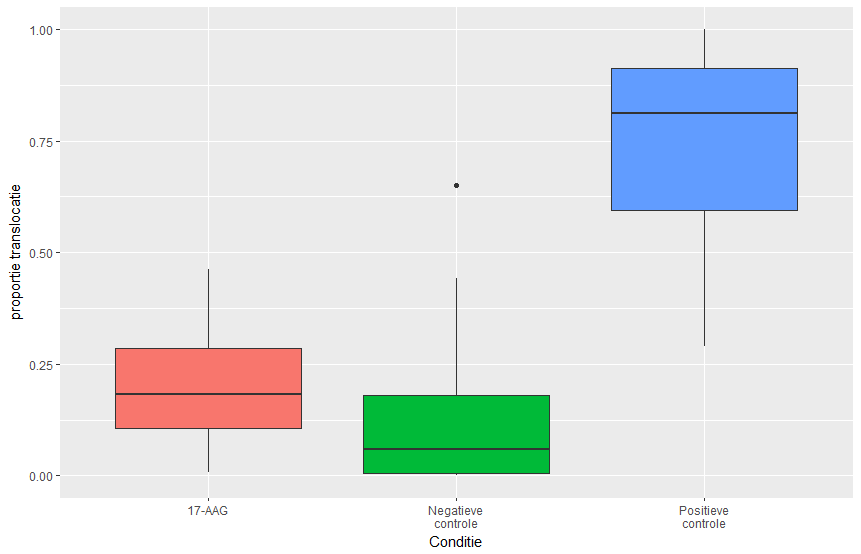 proportie translocatie
1.00
0.75
0.50
0.25
0.00
17-AAG
Negatieve
controle
Positieve
controle
Conditie